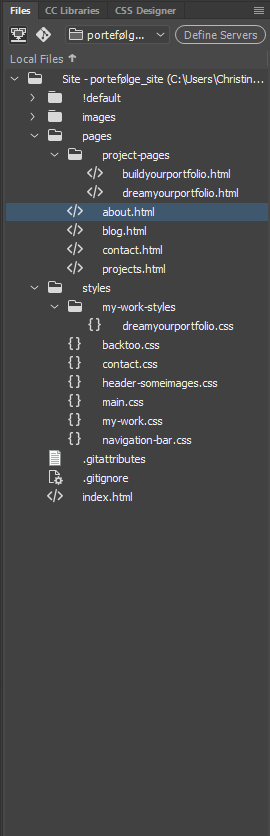 Files CC Libraries CSS Designer
portefølg... Define Servers
Local Files ↑
Site - portefølge_site (C:\Users\Christin...
!default
images
pages
project-pages
buildyourportfolio.html
dreamyourportfolio.html
about.html
blog.html
contact.html
projects.html
styles
my-work-styles
dreamyourportfolio.css
backtoo.css
contact.css
header-someimages.css
main.css
my-work.css
navigation-bar.css
.gitattributes
.gitignore
index.html